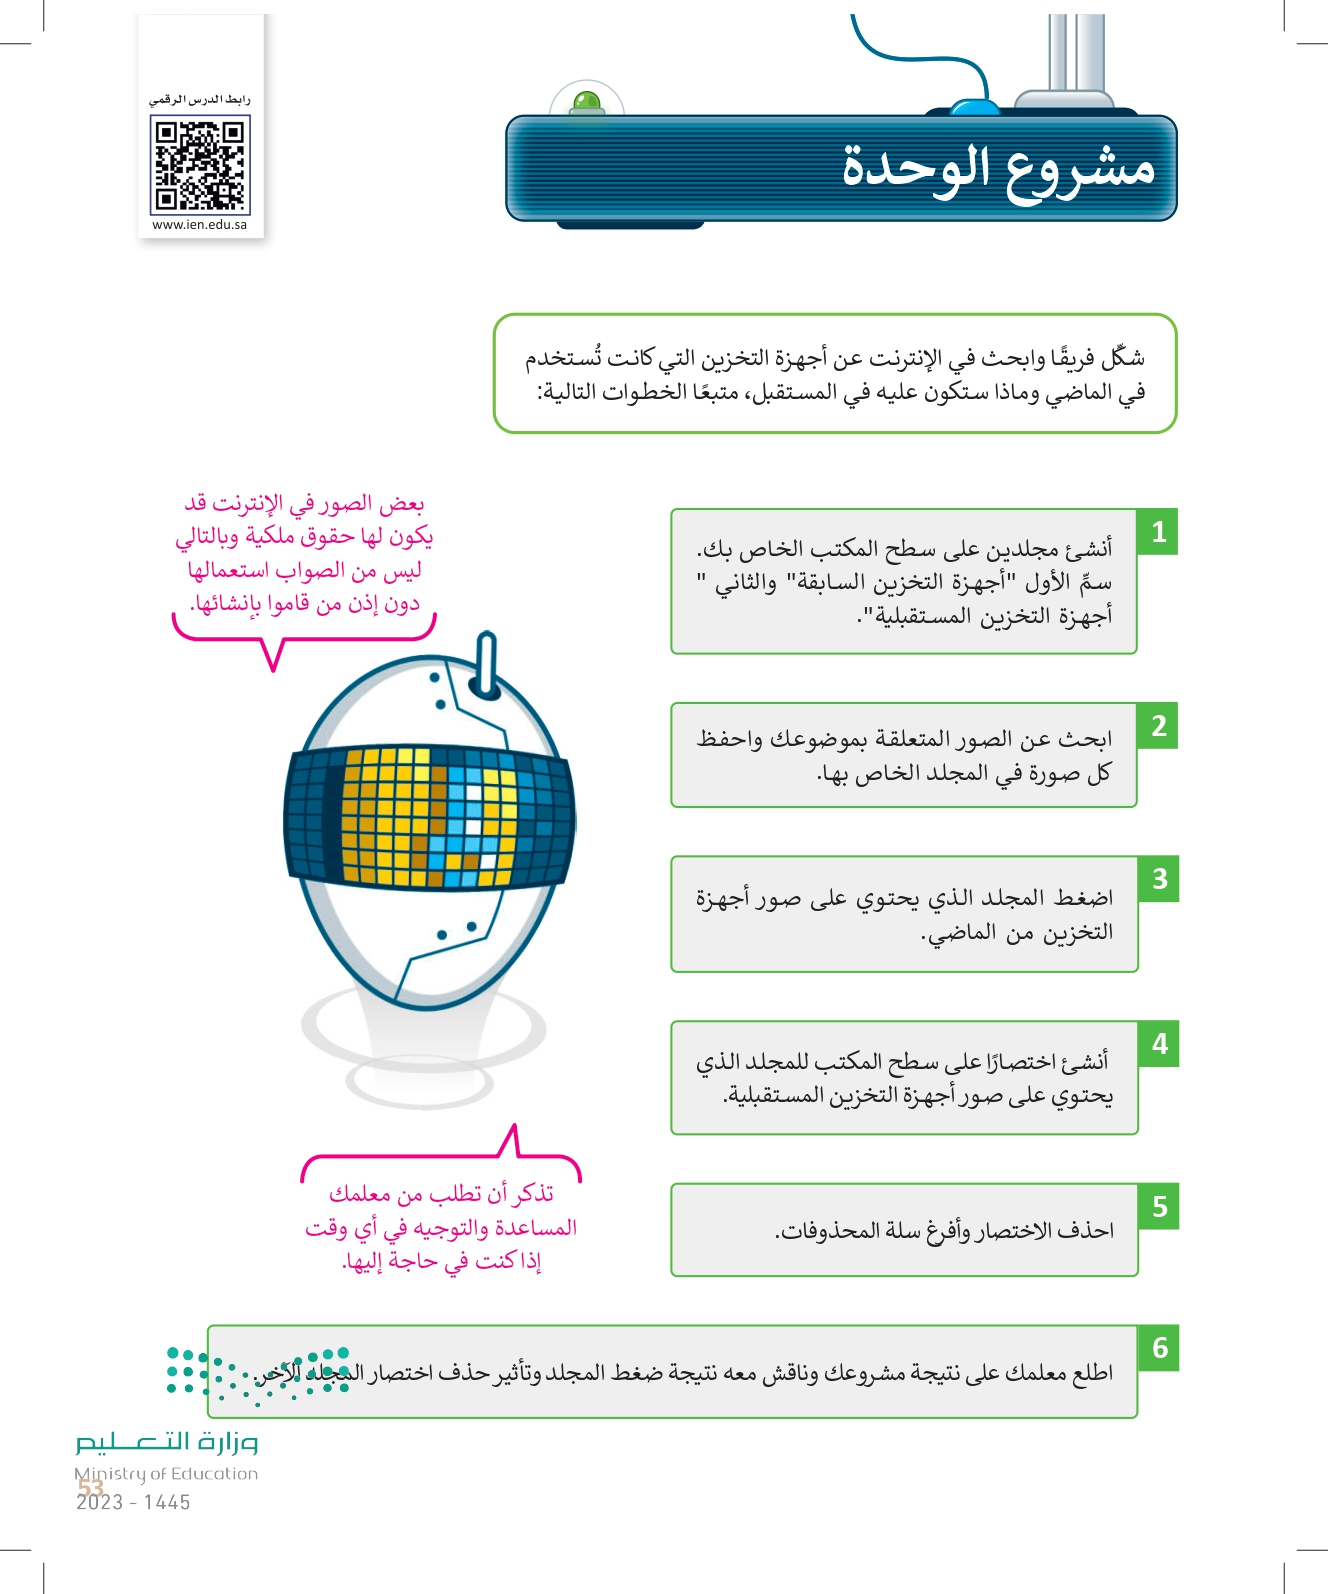 رابط الدرس الرقمي
www.ien.edu.sa
مشروع الوحدة
شكّل فريقًا وابحث في الإنترنت عن أجهزة التخزين التي كانت تُستخدم
في الماضي وماذا ستكون عليه في المستقبل، متبعًا الخطوات التالية:
بعض الصور في الإنترنت قد
يكون لها حقوق ملكية وبالتالي
ليس من الصواب استعمالها
دون إذن من قاموا بإنشائها.
1
أنشئ مجلدين على سطح المكتب الخاص بك.
سمِّ الأول "أجهزة التخزين السابقة" والثاني "
أجهزة التخزين المستقبلية".
2
ابحث عن الصور المتعلقة بموضوعك واحفظ
كل صورة في المجلد الخاص بها.
3
اضغط المجلد الذي يحتوي على صور أجهزة
التخزين من الماضي.
4
أنشئ اختصارًا على سطح المكتب للمجلد الذي
يحتوي على صور أجهزة التخزين المستقبلية.
5
احذف الاختصار وأفرغ سلة المحذوفات.
تذكر أن تطلب من معلمك
المساعدة والتوجيه في أي وقت
إذا كنت في حاجة إليها.
6
اطلع معلمك على نتيجة مشروعك وناقش معه نتيجة ضغط المجلد وتأثير حذف اختصار المجلد الآخر.
وزارة التعليم
Ministry of Education
53
2023 - 1445